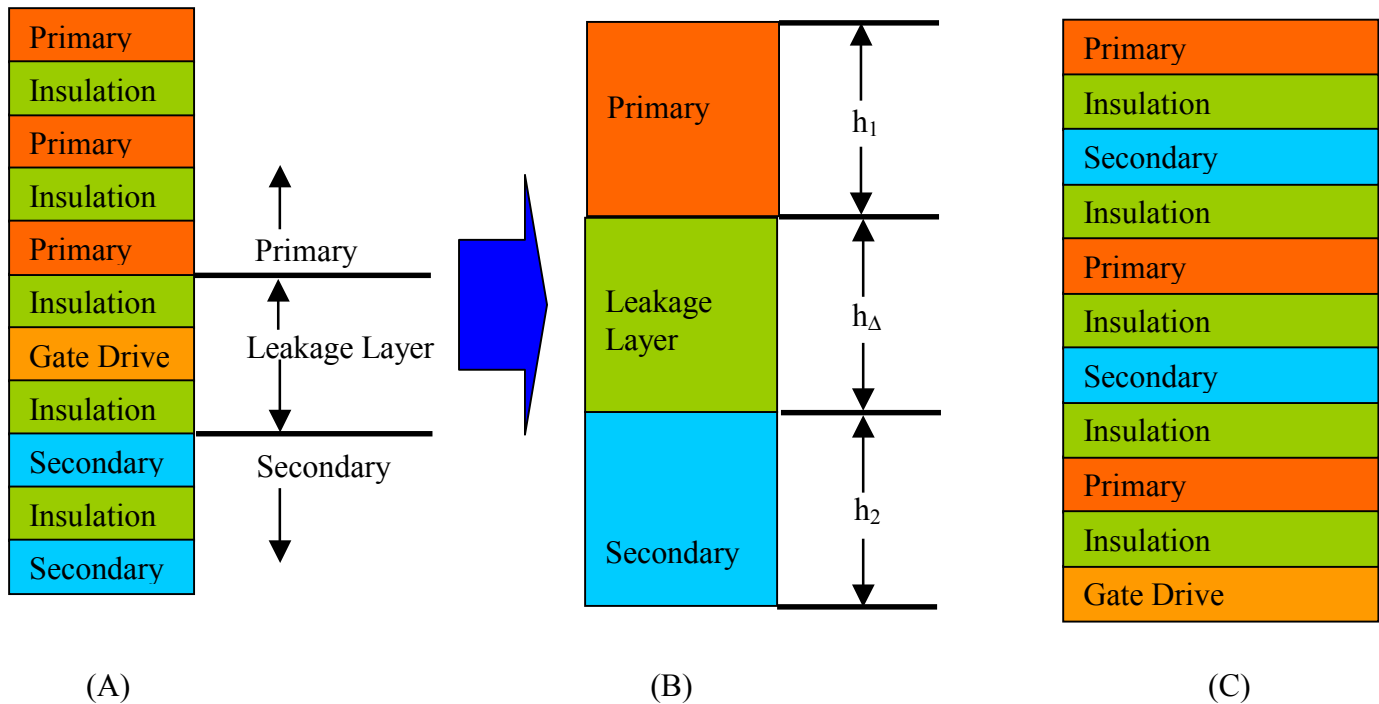 Primary
Insulation
Primary
Insulation
Primary
Insulation
Gate Drive
Insulation
Secondary
Insulation
Secondary
Primary
Leakage Layer
Secondary
Primary
Leakage
Layer
Secondary
h₁
h_Δ
h₂
Primary
Insulation
Secondary
Insulation
Primary
Insulation
Secondary
Insulation
Primary
Insulation
Gate Drive
(A)
(B)
(C)